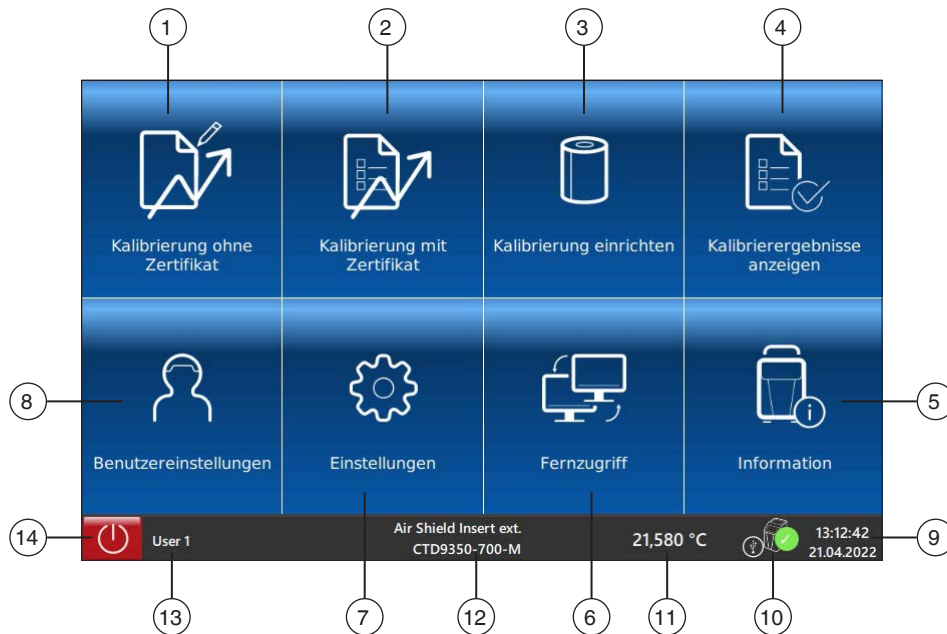 1
2
3
4
Kalibrierung ohne
Zertifikat
Kalibrierung mit
Zertifikat
Kalibrierung einrichten
Kalibrierergebnisse
anzeigen
8
5
Benutzereinstellungen
Einstellungen
Fernzugriff
Information
14
User 1
Air Shield Insert ext.
CTD9350-700-M
21,580 °C
13:12:42
21.04.2022
9
13
7
12
6
11
10